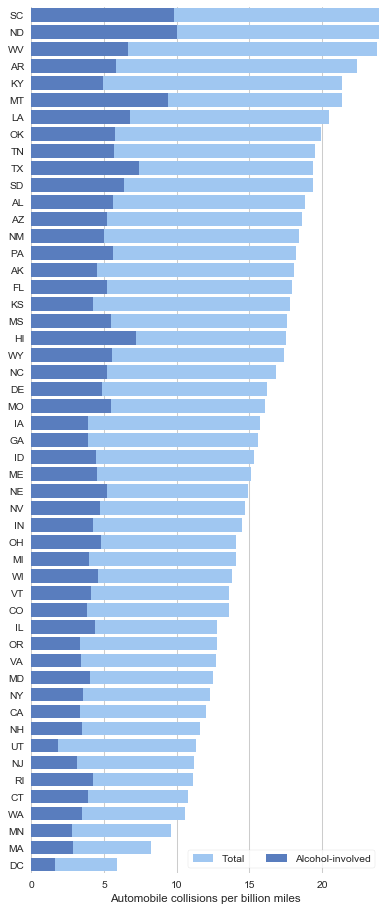 SC
ND
WV
AR
KY
MT
LA
OK
TN
TX
SD
AL
AZ
NM
PA
AK
FL
KS
MS
HI
WY
NC
DE
MO
IA
GA
ID
ME
NE
NV
IN
OH
MI
WI
VT
CO
IL
OR
VA
MD
NY
CA
NH
UT
NJ
RI
CT
WA
MN
MA
DC
Total Alcohol-involved
0 5 10 15 20
Automobile collisions per billion miles